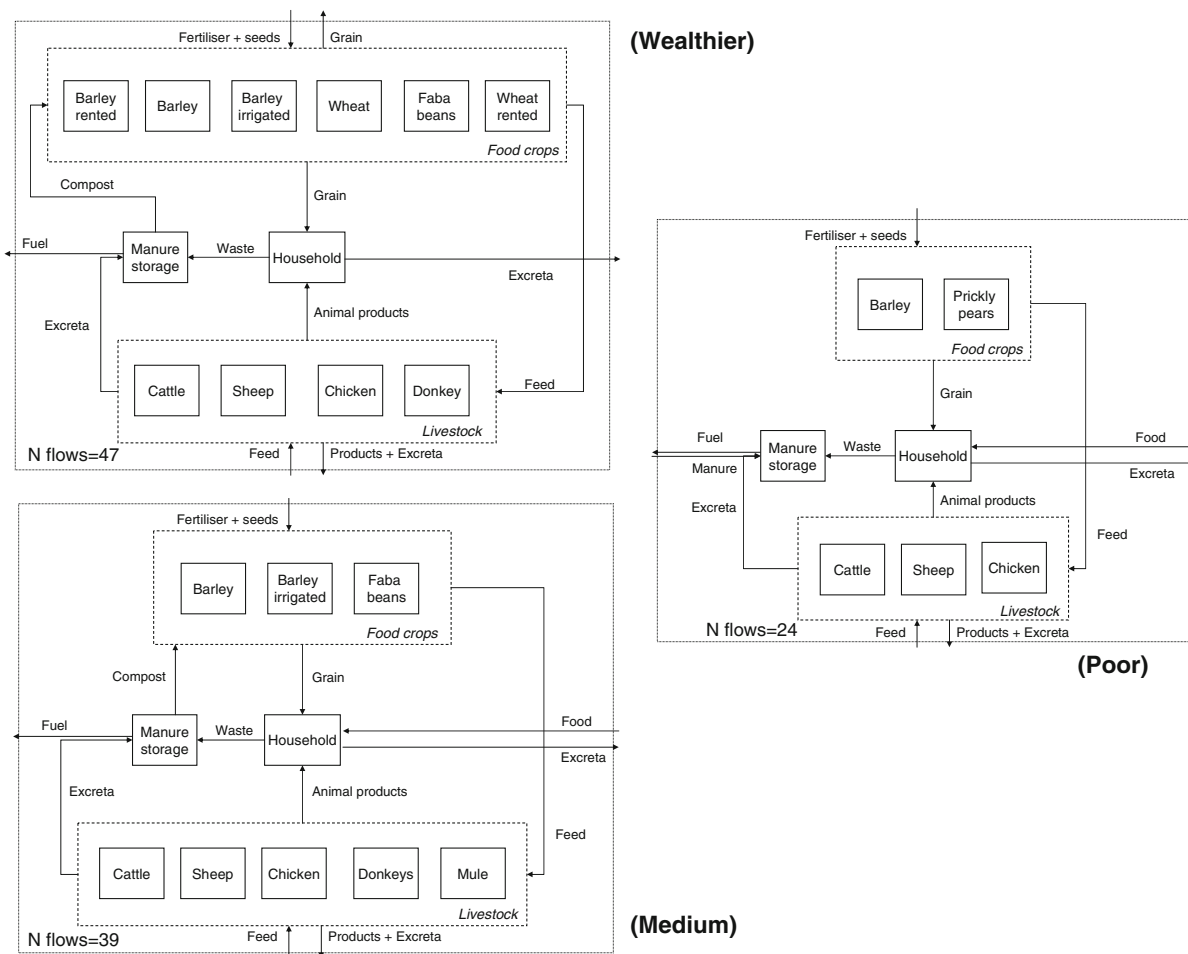 Fertiliser + seeds
Grain
(Wealthier)
Barley
rented
Barley
Barley
irrigated
Wheat
Faba
beans
Wheat
rented
Food crops
Compost
Grain
Fuel
Manure
storage
Waste
Household
Excreta
Excreta
Animal products
Cattle
Sheep
Chicken
Donkey
Feed
Livestock
N flows=47
Feed
Products + Excreta
Fertiliser + seeds
Barley
Barley
irrigated
Faba
beans
Food crops
Compost
Grain
Fuel
Manure
storage
Waste
Household
Food
Excreta
Excreta
Animal products
Feed
Cattle
Sheep
Chicken
Donkeys
Mule
Livestock
N flows=39
Feed
Products + Excreta
(Medium)
Fertiliser + seeds
Barley
Prickly
pears
Food crops
Grain
Fuel
Manure
Manure
storage
Waste
Household
Food
Excreta
Excreta
Animal products
Feed
Cattle
Sheep
Chicken
Livestock
N flows=24
Feed
Products + Excreta
(Poor)